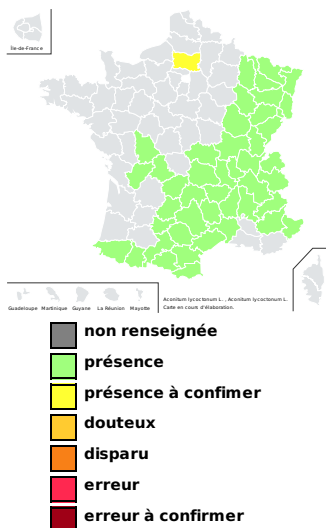 Île-de-France
Guadeloupe Martinique Guyane La Réunion Mayotte
Aconitum lycoctonum L. , Aconitum lycoctonum L.
Carte en cours d'élaboration.
non renseignée
présence
présence à confimer
douteux
disparu
erreur
erreur à confirmer